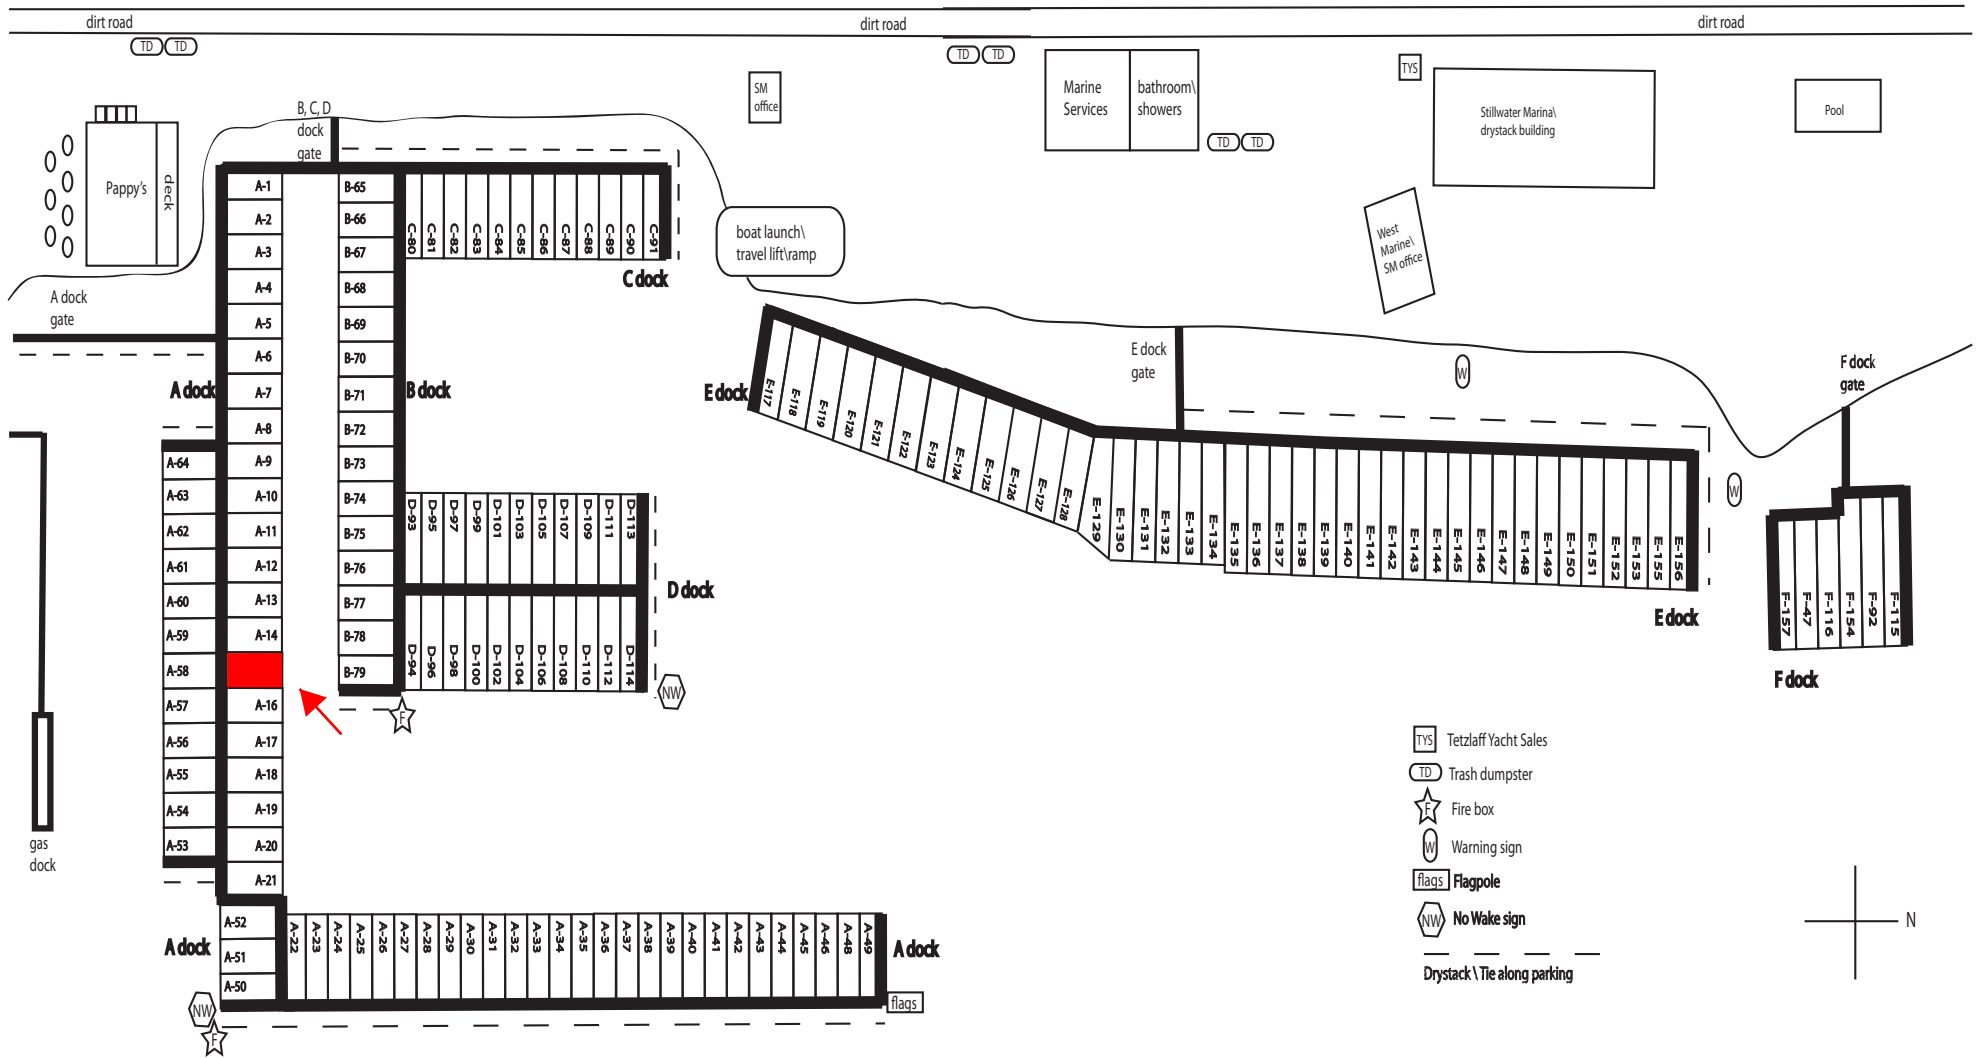 dirt road
dirt road
dirt road
TD
TD
TD
TD
TYS
SM
office
Marine
Services
bathroom\
showers
TD
TD
Stillwater Marina\
drystack building
Pool
B, C, D
dock
gate
Pappy's
deck
West
Marine\
SM office
boat launch\
travel lift\ramp
A dock
gate
A-1
A-2
A-3
A-4
A-5
A-6
A-7
A-8
A-9
A-10
A-11
A-12
A-13
A-14
A-16
A-17
A-18
A-19
A-20
A-21
B-65
B-66
B-67
B-68
B-69
B-70
B-71
B-72
B-73
B-74
B-75
B-76
B-77
B-78
B-79
C-80
C-81
C-82
C-83
C-84
C-85
C-86
C-87
C-88
C-89
C-90
C-91
C dock
A dock
B dock
A-64
A-63
A-62
A-61
A-60
A-59
A-58
A-57
A-56
A-55
A-54
A-53
D-93
D-95
D-97
D-99
D-101
D-103
D-105
D-107
D-109
D-111
D-113
D-94
D-96
D-98
D-100
D-102
D-104
D-106
D-108
D-110
D-112
D-114
D dock
NW
F
gas
dock
E dock
E-117
E-118
E-119
E-120
E-121
E-122
E-123
E-124
E-125
E-126
E-127
E-128
E-129
E-130
E-131
E-132
E-133
E-134
E-135
E-136
E-137
E-138
E-139
E-140
E-141
E-142
E-143
E-144
E-145
E-146
E-147
E-148
E-149
E-150
E-151
E-152
E-153
E-155
E-156
E dock
gate
W
W
E dock
F dock
gate
F-157
F-47
F-116
F-154
F-92
F-115
F dock
A-52
A-51
A-50
A dock
A-22
A-23
A-24
A-25
A-26
A-27
A-28
A-29
A-30
A-31
A-32
A-33
A-34
A-35
A-36
A-37
A-38
A-39
A-40
A-41
A-42
A-43
A-44
A-45
A-46
A-48
A-49
A dock
flags
NW
F
TYS Tetzlaff Yacht Sales
TD Trash dumpster
F Fire box
W Warning sign
flags Flagpole
NW No Wake sign
Drystack \ Tie along parking
N